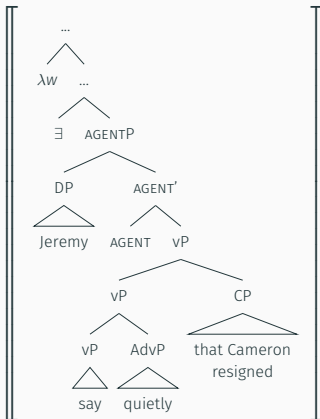 ...
λw ...
∃ AGENTP
DP AGENT'
Jeremy AGENT vP
vP CP
vP AdvP that Cameron
resigned
say quietly